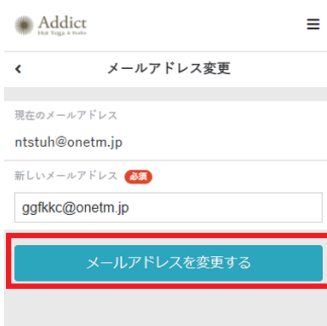 Addict
Hot Yoga & Studio
メールアドレス変更
現在のメールアドレス
ntstuh@onetm.jp
新しいメールアドレス 必須
ggfkkc@onetm.jp
メールアドレスを変更する